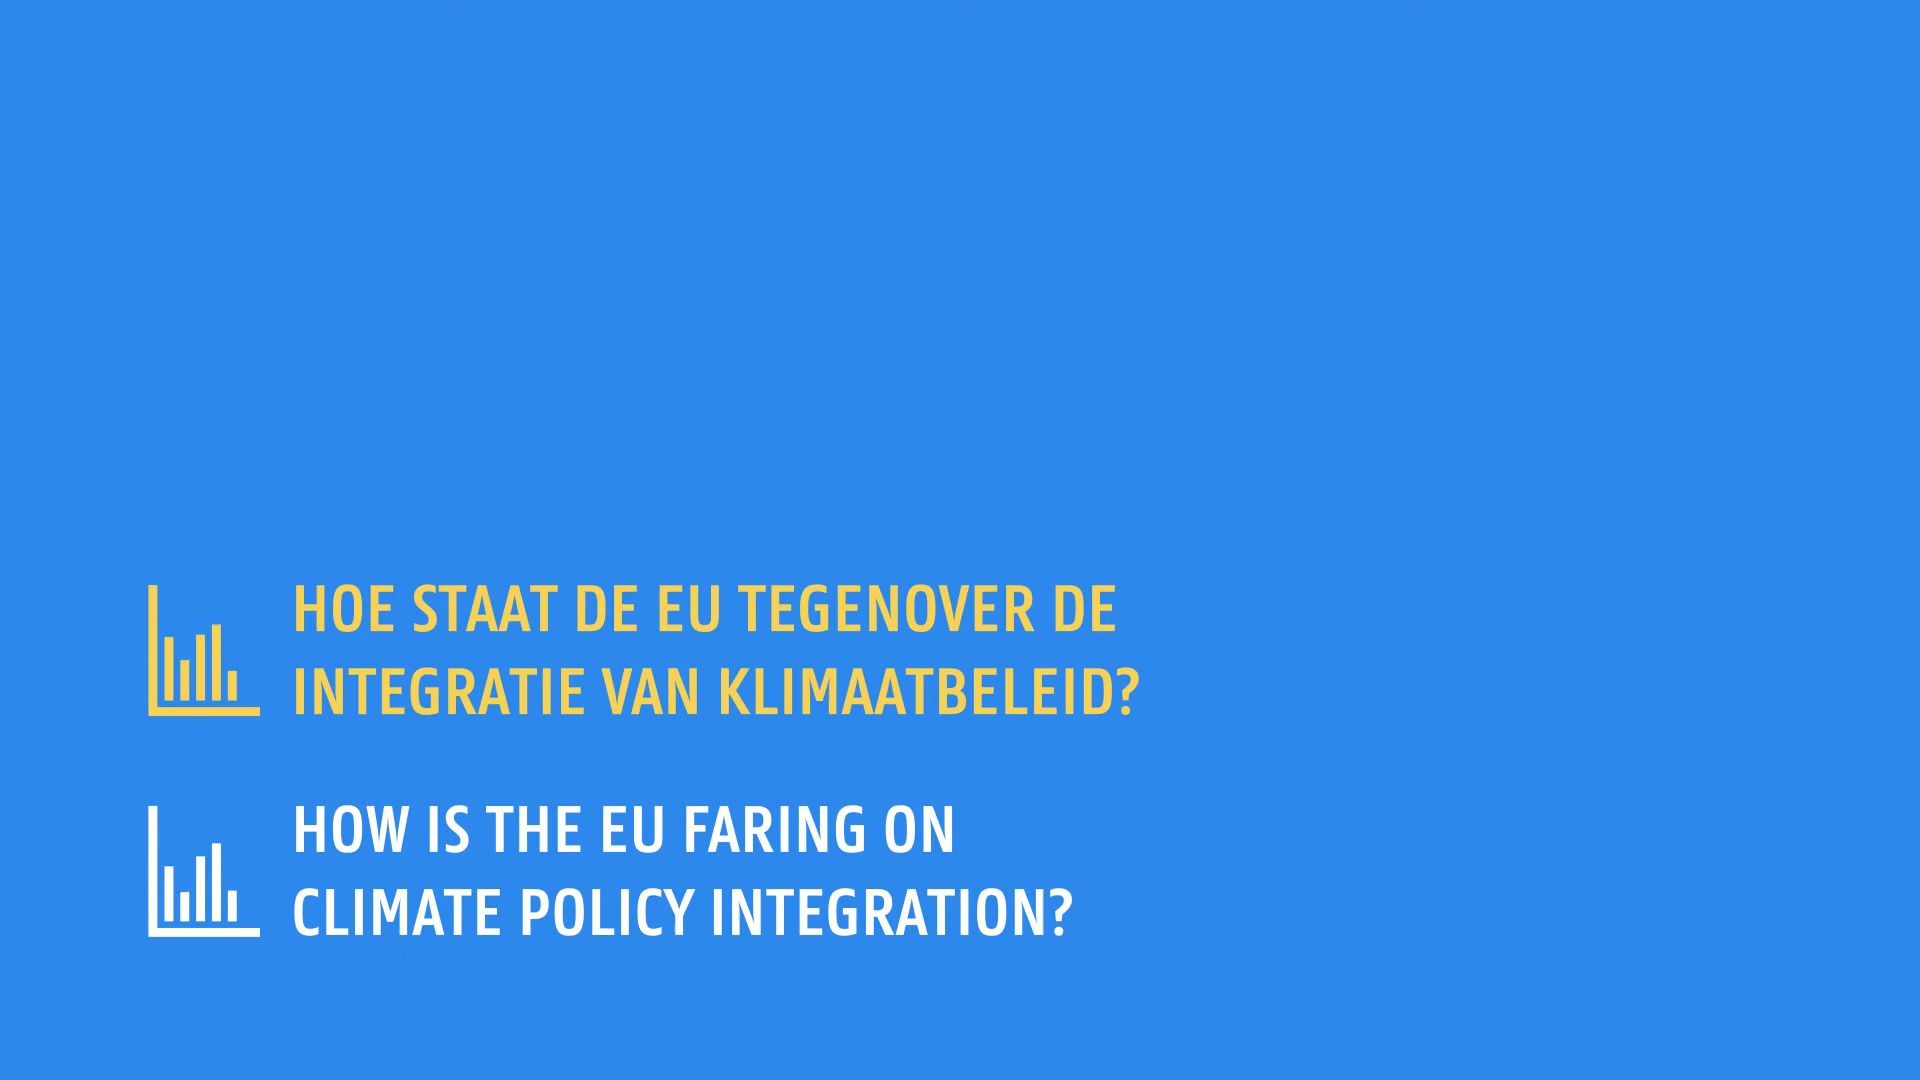 HOE STAAT DE EU TEGENOVER DE
INTEGRATIE VAN KLIMAATBELEID?
HOW IS THE EU FARING ON
CLIMATE POLICY INTEGRATION?